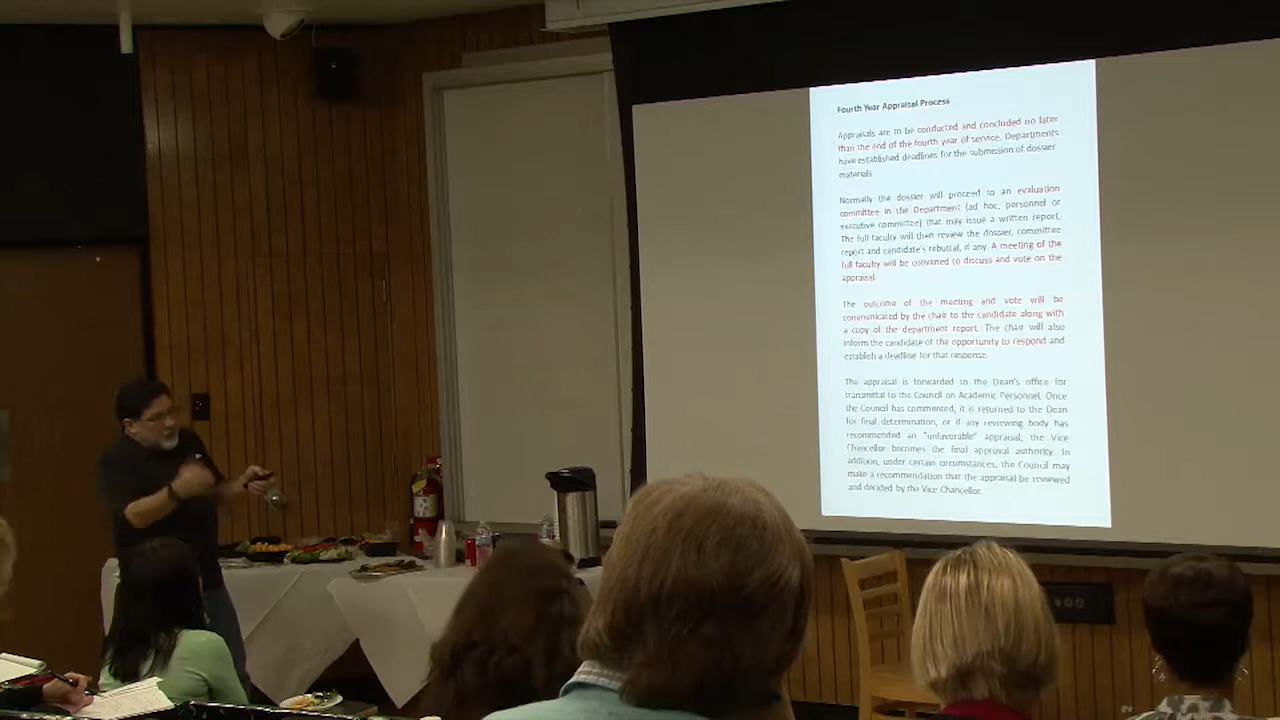 Fourth Year Appraisal Process
Appraisals are to be conducted and concluded no later
than the end of the fourth year of service. Departments
have established deadlines for the submission of dossier
materials
Normally the dossier will proceed to an evaluation
committee in the Department (ad hoc, personnel or
executive committee) that may issue a written report.
The full faculty will then review the dossier, committee
report and candidate's rebuttal, if any. A meeting of the
full faculty will be convened to discuss and vote on the
appraisal.
The outcome of the meeting and vote will be
communicated by the chair to the candidate along with
a copy of the department report. The chair will also
inform the candidate of the opportunity to respond and
establish a deadline for that response.
The appraisal is forwarded to the Dean's office for
transmittal to the Council on Academic Personnel. Once
the Council has commented, it is returned to the Dean
for final determination, or if any reviewing body has
recommended an "unfavorable" appraisal, the Vice
Chancellor becomes the final approval authority. In
addition, under certain circumstances, the Council may
make a recommendation that the appraisal be reviewed
and decided by the Vice Chancellor.